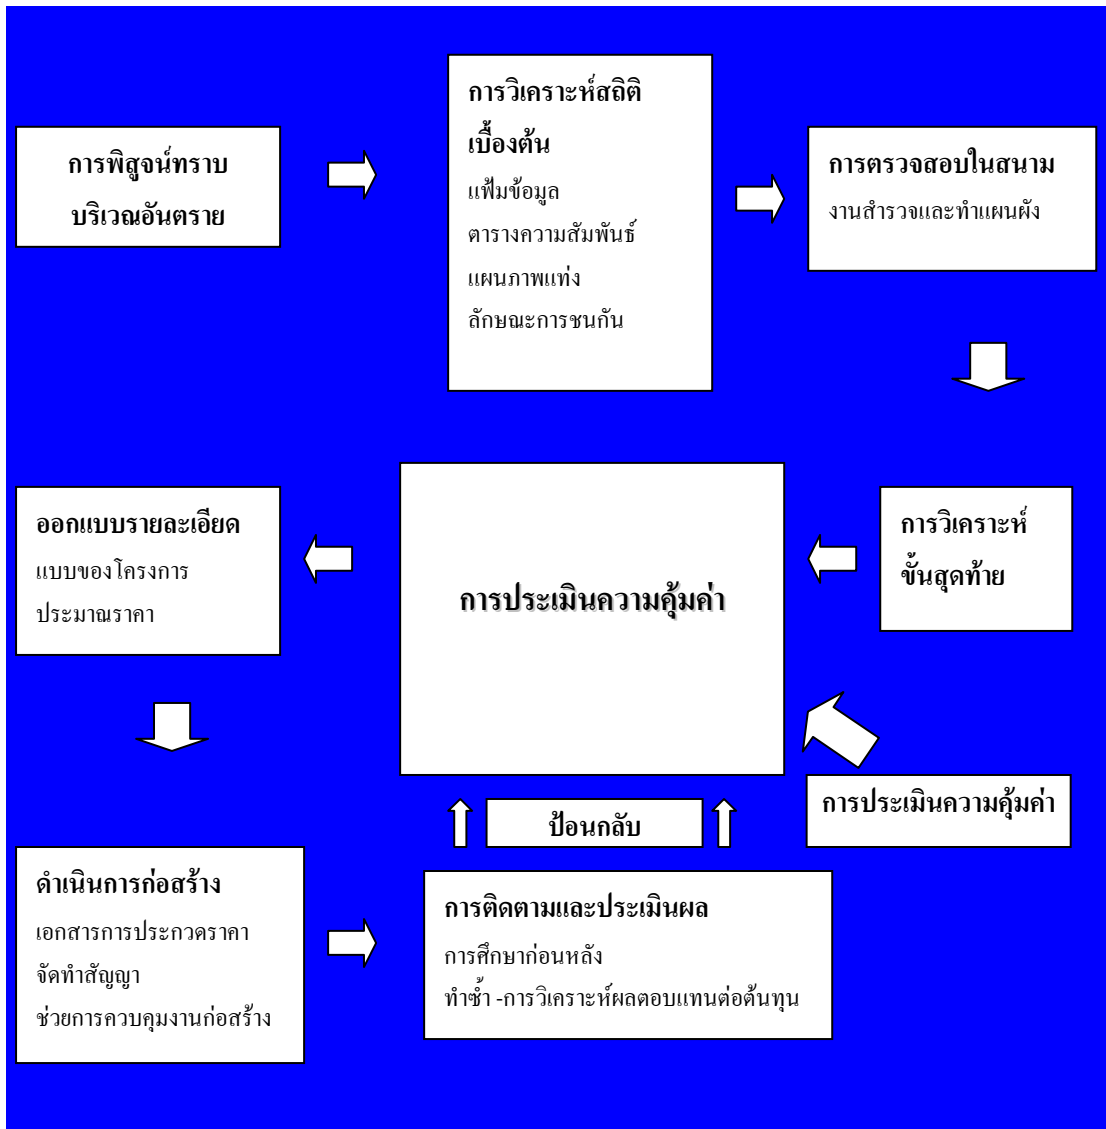 การพิสูจน์ทราบ
บริเวณอันตราย
การวิเคราะห์สถิติ
เบื้องต้น
แฟ้มข้อมูล
ตารางความสัมพันธ์
แผนภาพแท่ง
ลักษณะการชนกัน
การตรวจสอบในสนาม
งานสำรวจและทำแผนผัง
การวิเคราะห์
ขั้นสุดท้าย
การประเมินความคุ้มค่า
การประเมินความคุ้มค่า
ออกแบบรายละเอียด
แบบของโครงการ
ประมาณราคา
ดำเนินการก่อสร้าง
เอกสารการประกวดราคา
จัดทำสัญญา
ช่วยการควบคุมงานก่อสร้าง
การติดตามและประเมินผล
การศึกษาก่อนหลัง
ทำซ้ำ -การวิเคราะห์ผลตอบแทนต่อต้นทุน
ป้อนกลับ